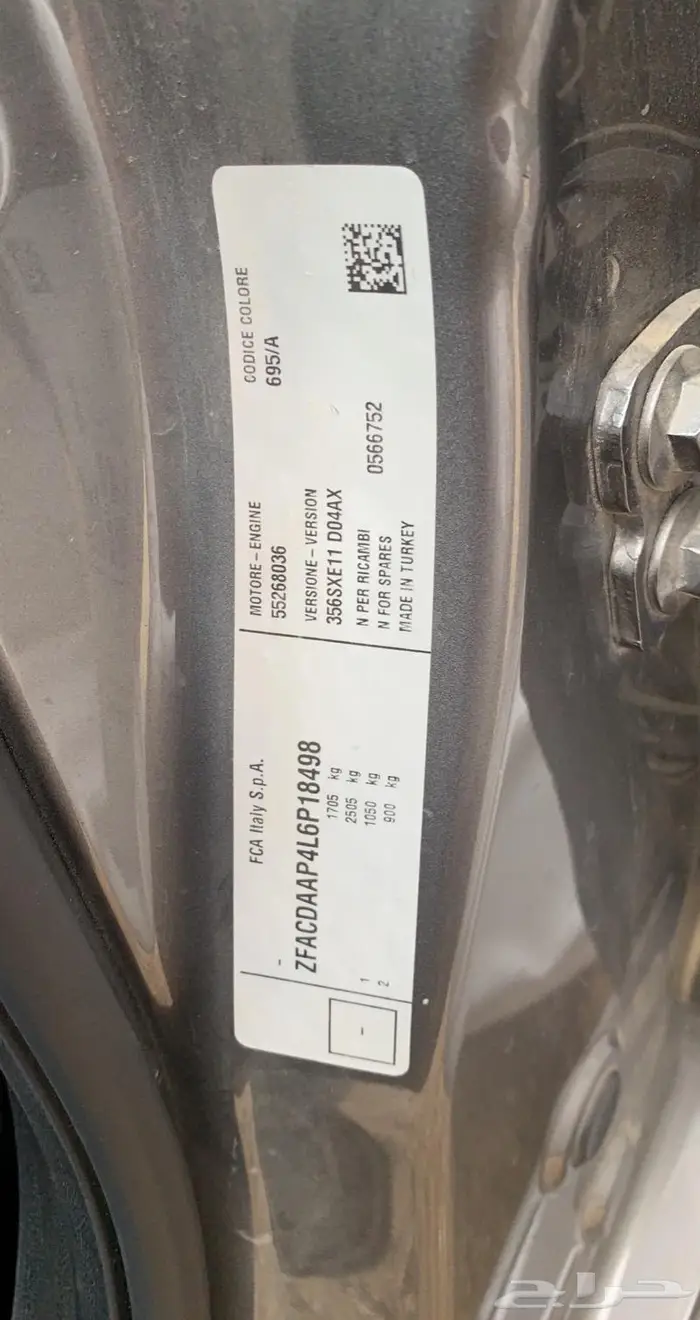 FCA Italy S.p.A.
-
ZFACDAAP4L6P18498
1705 kg
2505 kg
1 1050 kg
2 900 kg
-
MOTORE-ENGINE
55268036
VERSIONE-VERSION
356SXE11 D04AX
N PER RICAMBI
N FOR SPARES 0566752
MADE IN TURKEY
CODICE COLORE
695/A
حراج